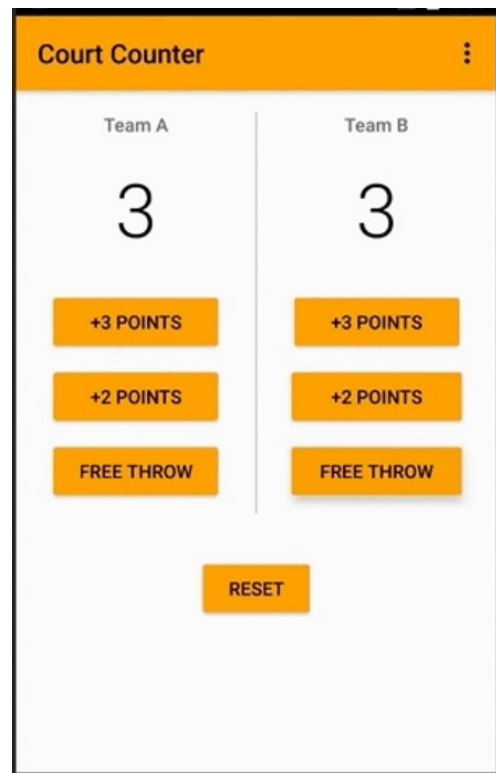 Court Counter
Team A
Team B
3
3
+3 POINTS
+3 POINTS
+2 POINTS
+2 POINTS
FREE THROW
FREE THROW
RESET